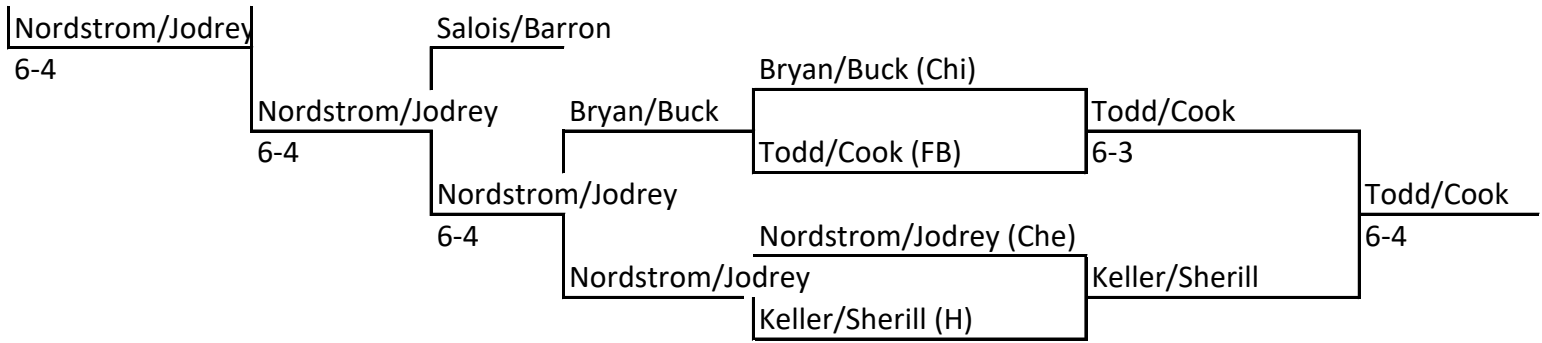 Nordstrom/Jodrey
Salois/Barron
6-4
Bryan/Buck (Chi)
Nordstrom/Jodrey
Bryan/Buck
Todd/Cook
6-4
Todd/Cook (FB)
6-3
Nordstrom/Jodrey
Todd/Cook
6-4
Nordstrom/Jodrey (Che)
6-4
Nordstrom/Jodrey
Keller/Sherill
Keller/Sherill (H)